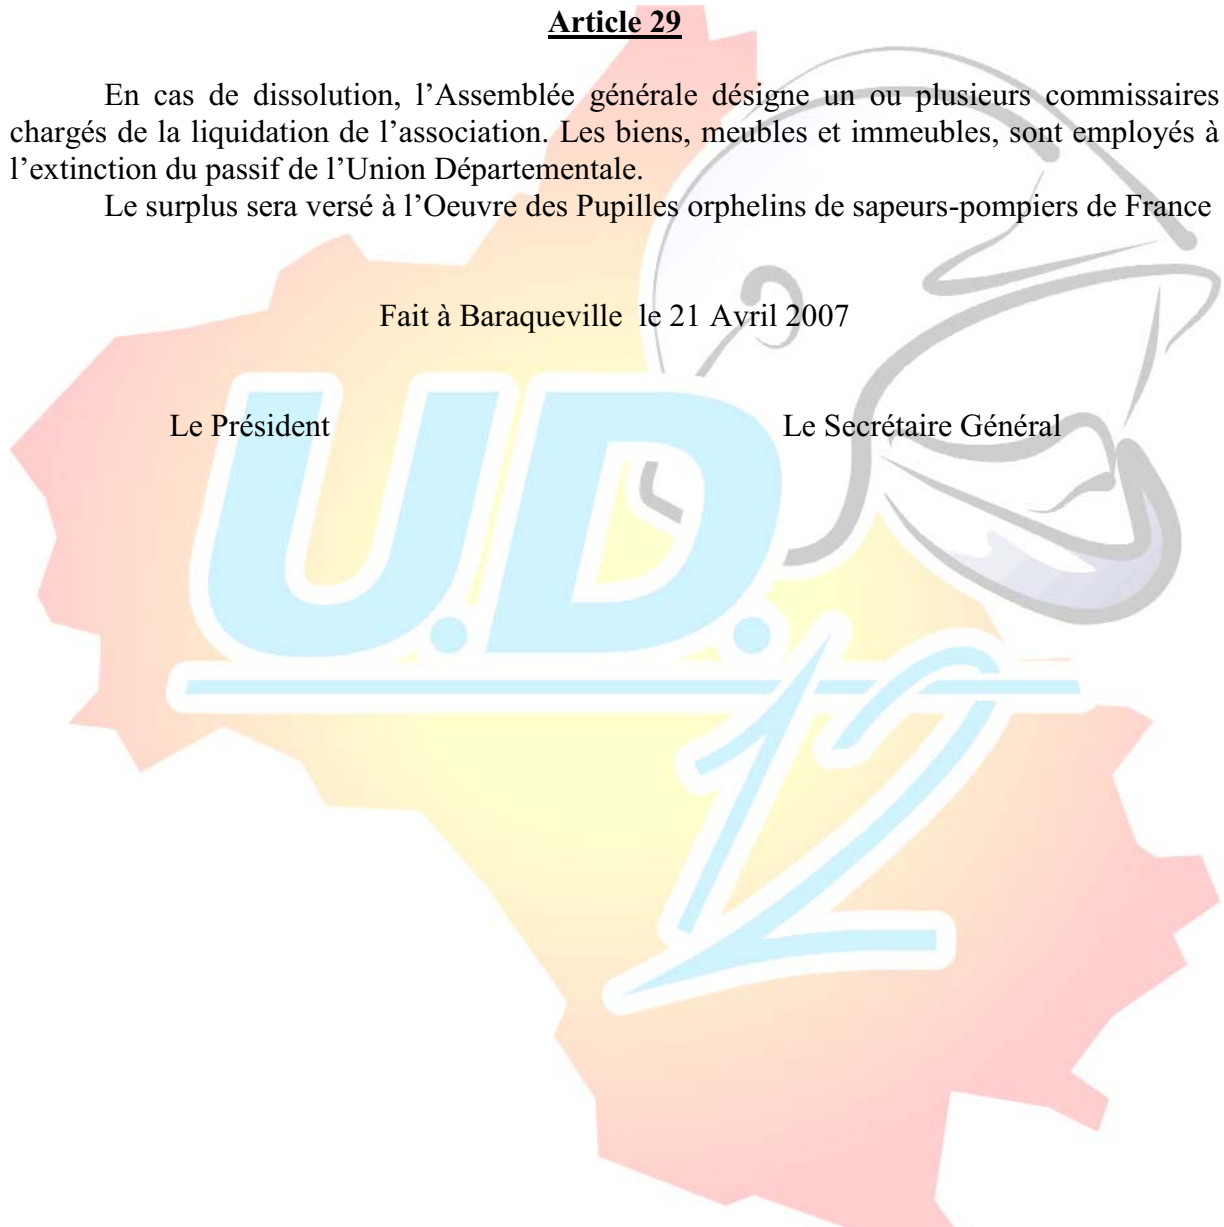 Article 29
En cas de dissolution, l’Assemblée générale désigne un ou plusieurs commissaires
chargés de la liquidation de l’association. Les biens, meubles et immeubles, sont employés à
l’extinction du passif de l’Union Départementale.
Le surplus sera versé à l’Oeuvre des Pupilles orphelins de sapeurs-pompiers de France
Fait à Baraqueville le 21 Avril 2007
Le Président Le Secrétaire Général
U.D.
12